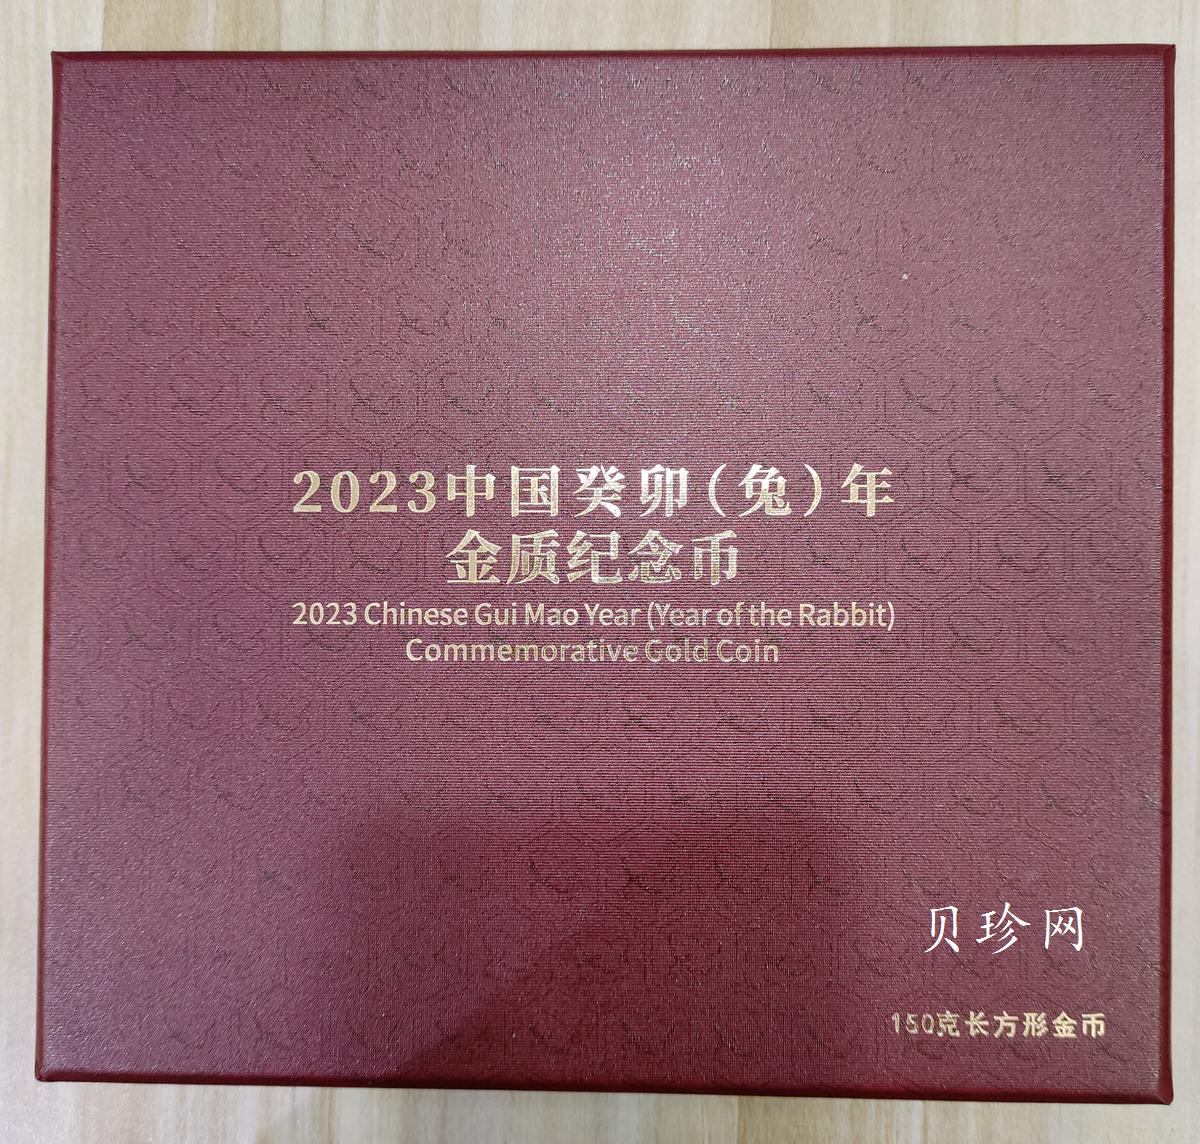 2023中国癸卯（兔）年
金质纪念币
2023 Chinese Gui Mao Year (Year of the Rabbit)
Commemorative Gold Coin
贝珍网
150克长方形金币